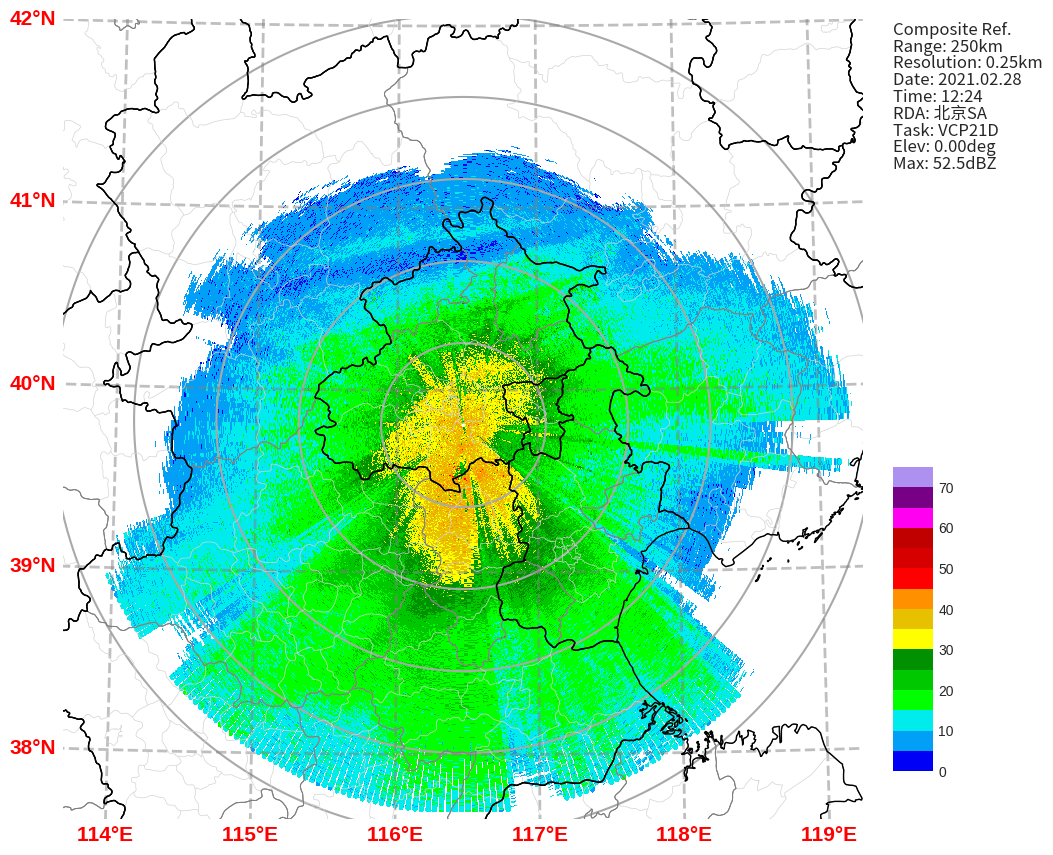 42°N
41°N
40°N
39°N
38°N
114°E
115°E
116°E
117°E
118°E
119°E
Composite Ref.
Range: 250km
Resolution: 0.25km
Date: 2021.02.28
Time: 12:24
RDA: 北京SA
Task: VCP21D
Elev: 0.00deg
Max: 52.5dBZ
70
60
50
40
30
20
10
0